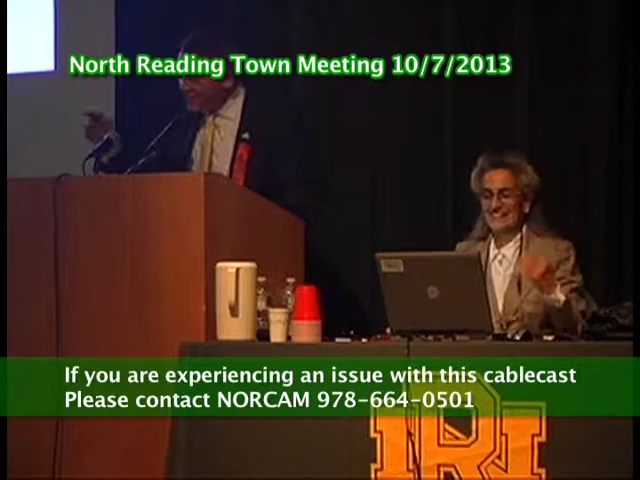 North Reading Town Meeting 10/7/2013
If you are experiencing an issue with this cablecast
Please contact NORCAM 978-664-0501